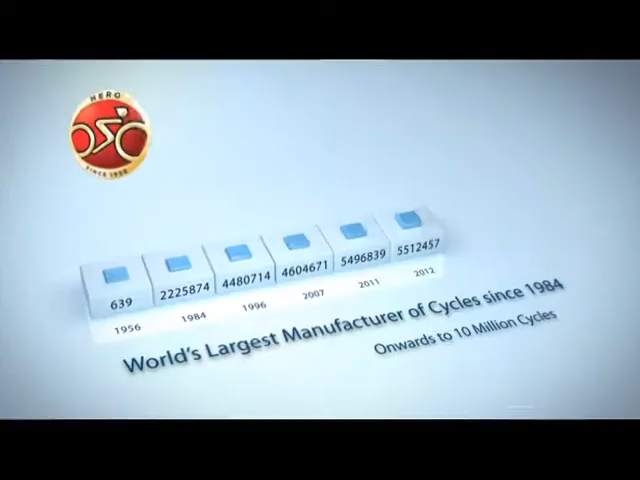 HERO
SINCE 1956
639 2225874 4480714 4604671 5496839 5512457
1956 1984 1996 2007 2011 2012
World's Largest Manufacturer of Cycles since 1984
Onwards to 10 Million Cycles